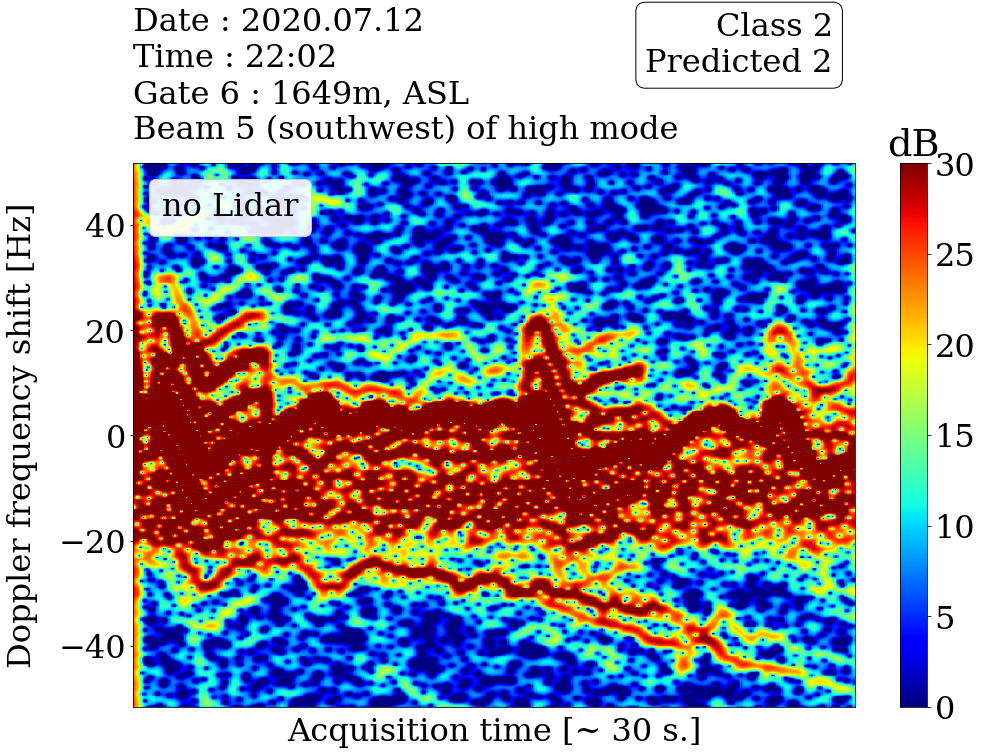 Date : 2020.07.12
Time : 22:02
Gate 6 : 1649m, ASL
Beam 5 (southwest) of high mode
Class 2
Predicted 2
dB
no Lidar
Doppler frequency shift [Hz]
40
20
0
−20
−40
Acquisition time [~ 30 s.]
30
25
20
15
10
5
0